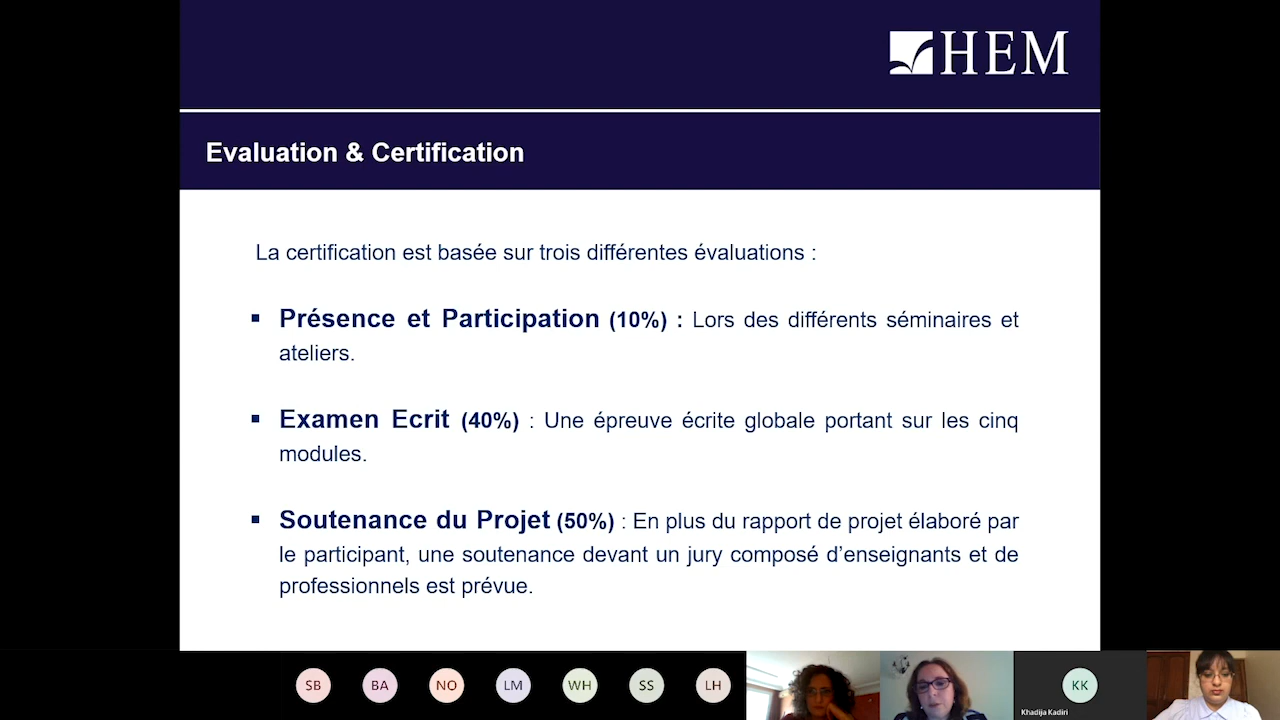 HEM
Evaluation & Certification
La certification est basée sur trois différentes évaluations :
▪ Présence et Participation (10%) : Lors des différents séminaires et
ateliers.
▪ Examen Ecrit (40%) : Une épreuve écrite globale portant sur les cinq
modules.
▪ Soutenance du Projet (50%) : En plus du rapport de projet élaboré par
le participant, une soutenance devant un jury composé d’enseignants et de
professionnels est prévue.
SB BA NO LM WH SS LH KK
HEM
Khadija Kadiri